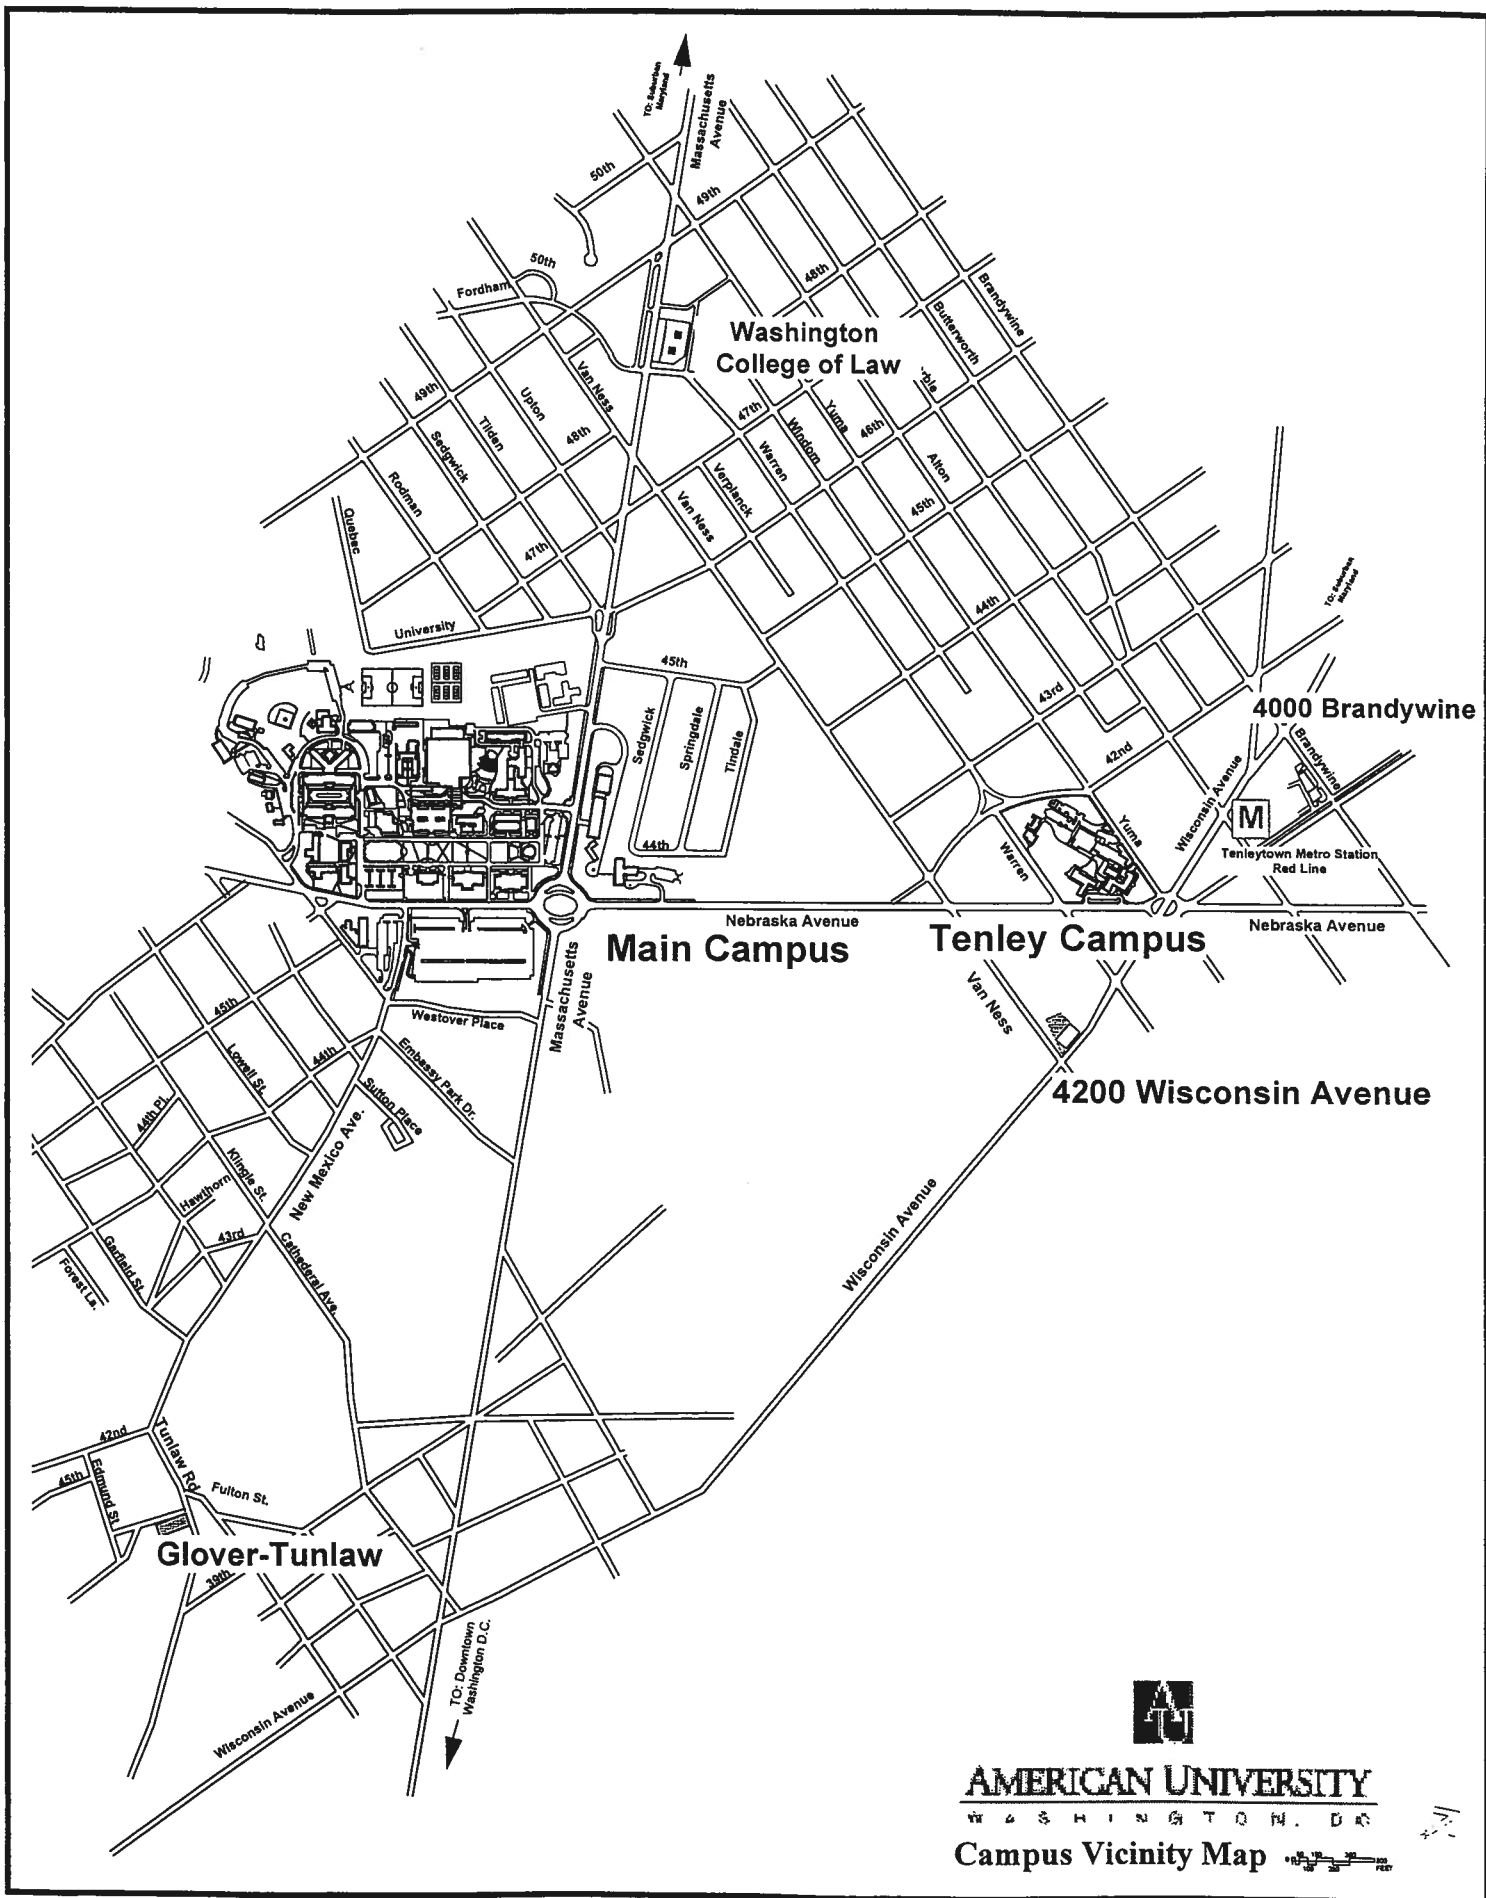 TO: Suburban
Maryland
Massachusetts
Avenue
50th
49th
50th
Fordham
48th
Brandywine
Butterworth
Washington
College of Law
Van Ness
49th
Upton
Tilden
48th
Sedgwick
Rodman
Quebec
47th
Yuma
Windom
46th
Warren
Verplanck
Van Ness
Alton
45th
47th
44th
TO: Suburban
Maryland
University
45th
43rd
4000 Brandywine
Sedgwick
Springdale
Tindale
42nd
Brandywine
Wisconsin Avenue
M
Yuma
Warren
44th
Tenleytown Metro Station
Red Line
Nebraska Avenue
Nebraska Avenue
Main Campus
Tenley Campus
Massachusetts
Avenue
Van Ness
Westover Place
45th
Lowell St.
44th
Embassy Park Dr.
Sutton Place
4200 Wisconsin Avenue
44th Pl.
Klingle St.
New Mexico Ave.
Hawthorn
43rd
Garfield St.
Forest La.
Cathederal Ave.
Wisconsin Avenue
42nd
Tunlaw Rd
45th
Edmund St
Fulton St.
Glover-Tunlaw
39th
TO: Downtown
Washington D.C.
Wisconsin Avenue
AU
AMERICAN UNIVERSITY
WASHINGTON, DC
Campus Vicinity Map
FEET